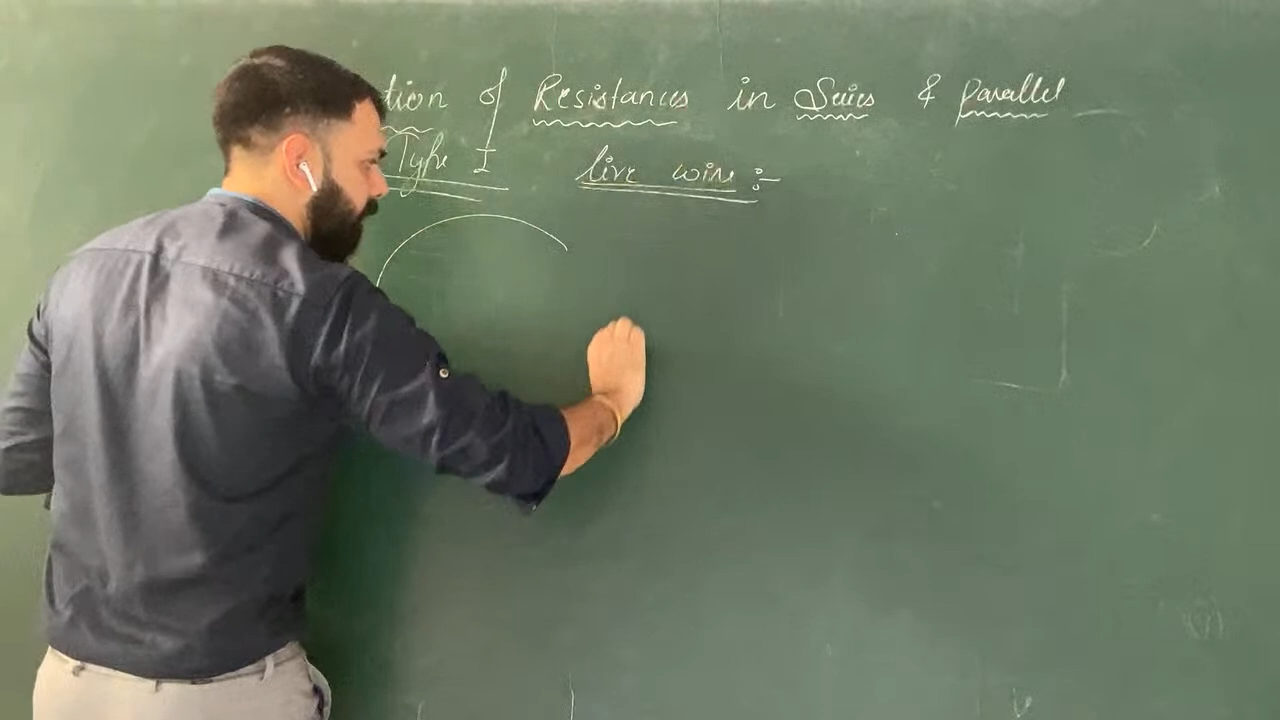 tion of Resistances in Series & Parallel
Type I live wire :-